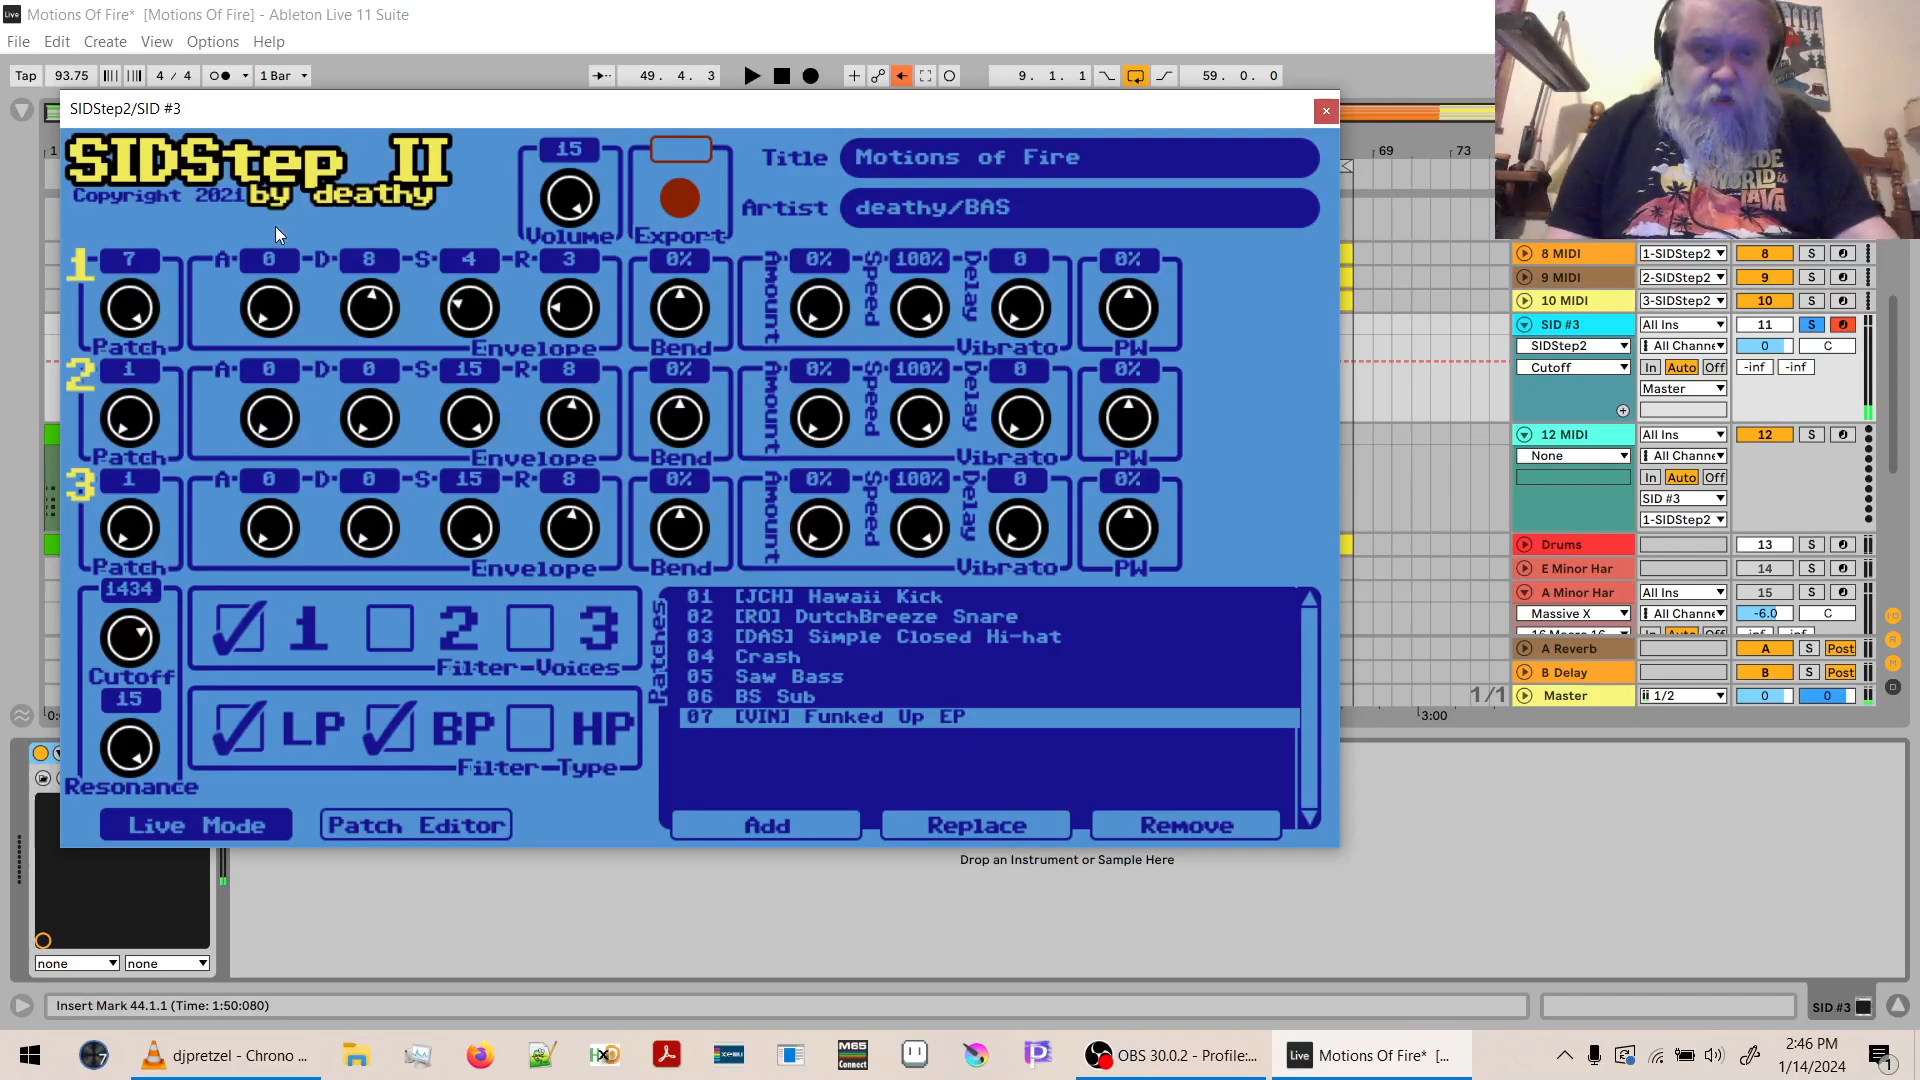 Motions Of Fire* [Motions Of Fire] - Ableton Live 11 Suite
File Edit Create View Options Help
Tap 93.75 4 / 4 1 Bar 49. 4. 3 9. 1. 1 59. 0. 0
SIDStep2/SID #3
SIDStep II
Copyright 2021 by deathy
15
Volume
Export
Title Motions of Fire
Artist deathy/BAS
1 7 A 0 D 8 S 4 R 3 0% 0% 100% 0 0%
Patch Envelope Bend Amount Speed Delay Vibrato PW
2 1 A 0 D 0 S 15 R 8 0% 0% 100% 0 0%
Patch Envelope Bend Amount Speed Delay Vibrato PW
3 1 A 0 D 0 S 15 R 8 0% 0% 100% 0 0%
Patch Envelope Bend Amount Speed Delay Vibrato PW
1434
Cutoff
15
Resonance
1 2 3
Filter-Voices
LP BP HP
Filter-Type
Patches
01 [JCH] Hawaii Kick
02 [RO] DutchBreeze Snare
03 [DAS] Simple Closed Hi-hat
04 Crash
05 Saw Bass
06 BS Sub
07 [VIN] Funked Up EP
Live Mode Patch Editor Add Replace Remove
69 73
WORLD is
JAVA
8 MIDI 1-SIDStep2 8 S
9 MIDI 2-SIDStep2 9 S
10 MIDI 3-SIDStep2 10 S
SID #3 All Ins 11 S
SIDStep2 All Channe 0 C
Cutoff In Auto Off -inf -inf
Master
12 MIDI All Ins 12 S
None All Channe
In Auto Off
SID #3
1-SIDStep2
Drums 13 S
E Minor Har 14 S
A Minor Har All Ins 15 S
Massive X All Channe -6.0 C
A Reverb A S Post
B Delay B S Post
1/1 Master 1/2 0 0
3:00
Drop an Instrument or Sample Here
none none
Insert Mark 44.1.1 (Time: 1:50:080)
SID #3
djpretzel - Chrono ...
M65 Connect
OBS 30.0.2 - Profile:...
Live Motions Of Fire* [...
2:46 PM
1/14/2024
1